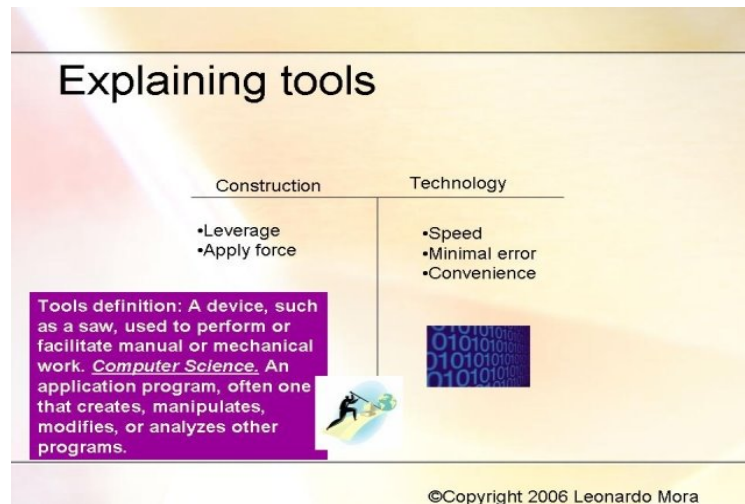 Explaining tools
Construction
•Leverage
•Apply force
Technology
•Speed
•Minimal error
•Convenience
Tools definition: A device, such
as a saw, used to perform or
facilitate manual or mechanical
work. Computer Science. An
application program, often one
that creates, manipulates,
modifies, or analyzes other
programs.
©Copyright 2006 Leonardo Mora